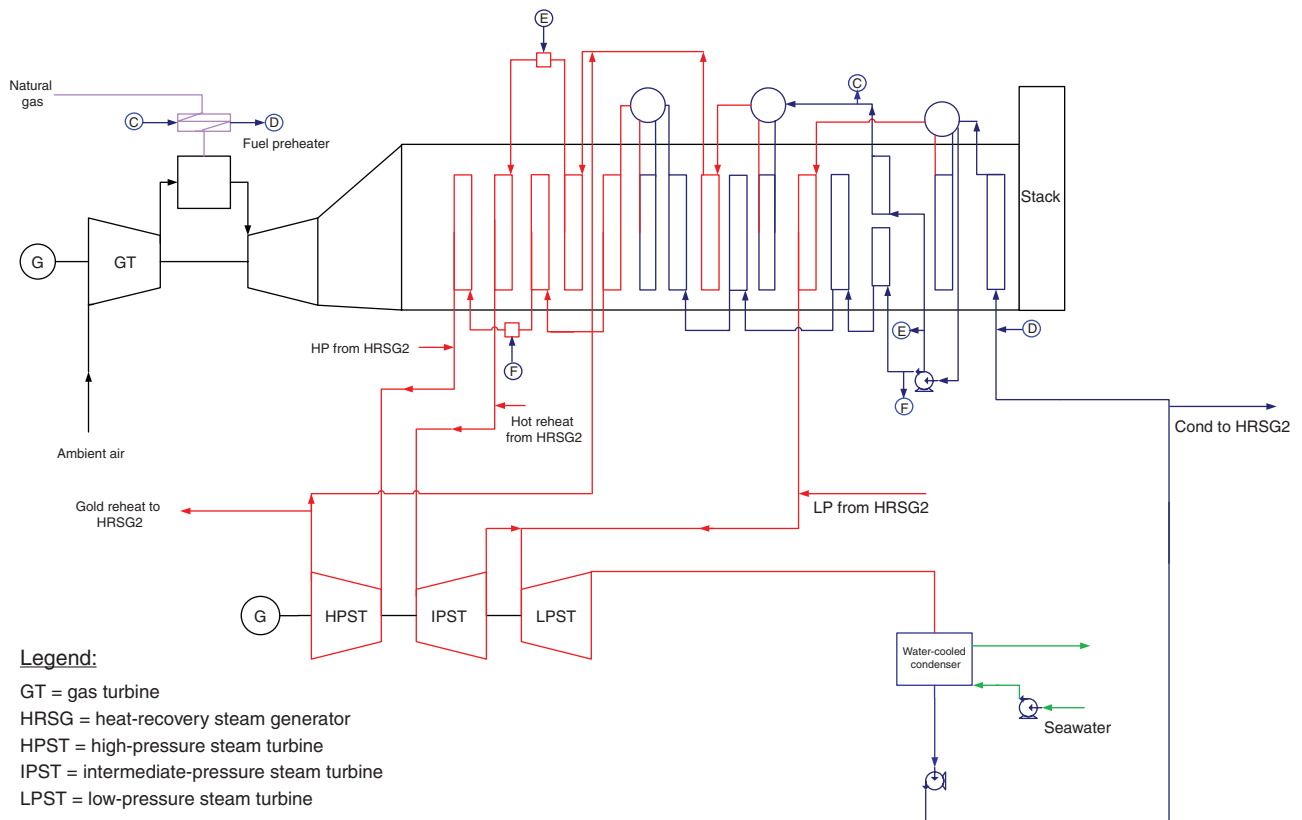 E
Natural
gas
C
D
Fuel preheater
C
Stack
G
GT
HP from HRSG2
F
E
D
F
Hot reheat
from HRSG2
Cond to HRSG2
Ambient air
Gold reheat to
HRSG2
LP from HRSG2
G
HPST
IPST
LPST
Water-cooled
condenser
Seawater
Legend:
GT = gas turbine
HRSG = heat-recovery steam generator
HPST = high-pressure steam turbine
IPST = intermediate-pressure steam turbine
LPST = low-pressure steam turbine